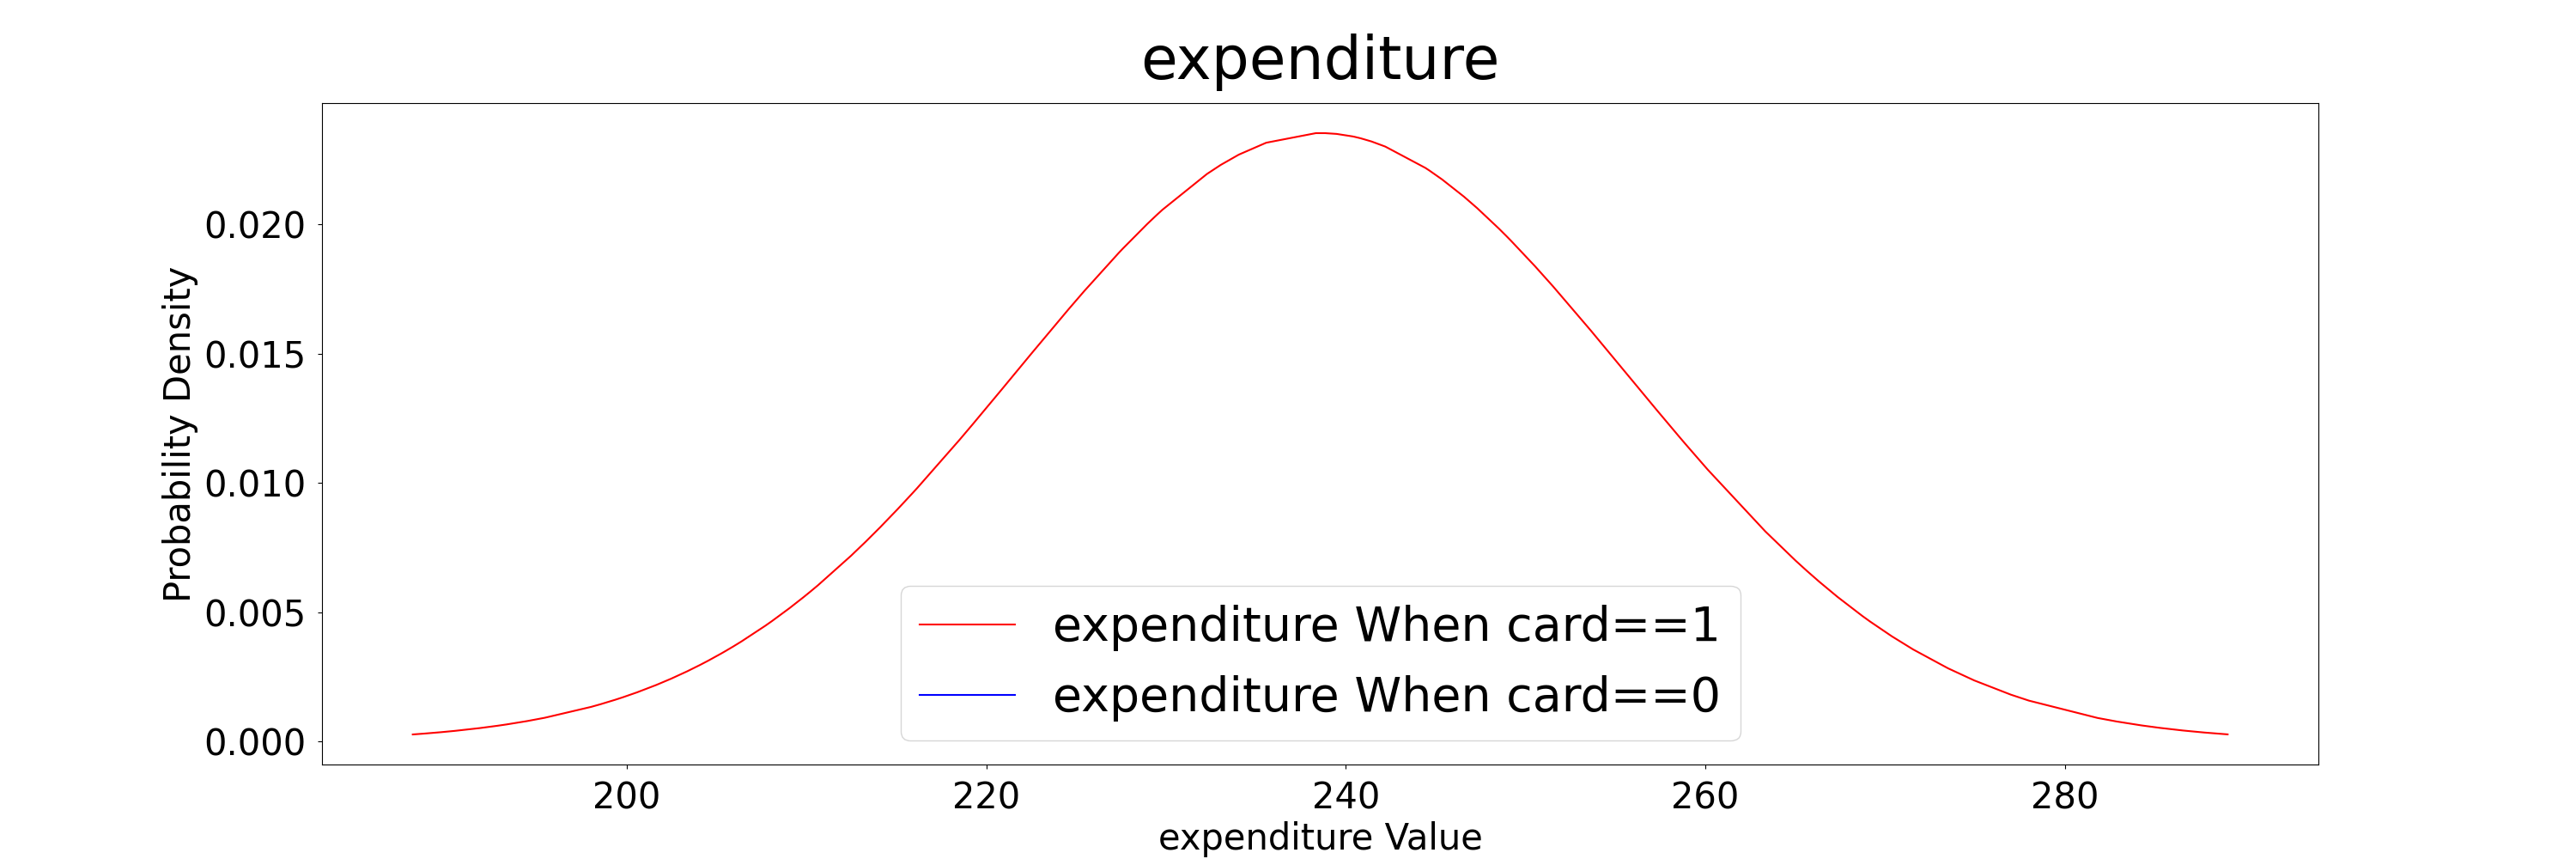 expenditure
Probability Density
0.020
0.015
0.010
0.005
0.000
expenditure When card==1
expenditure When card==0
200 220 240 260 280
expenditure Value